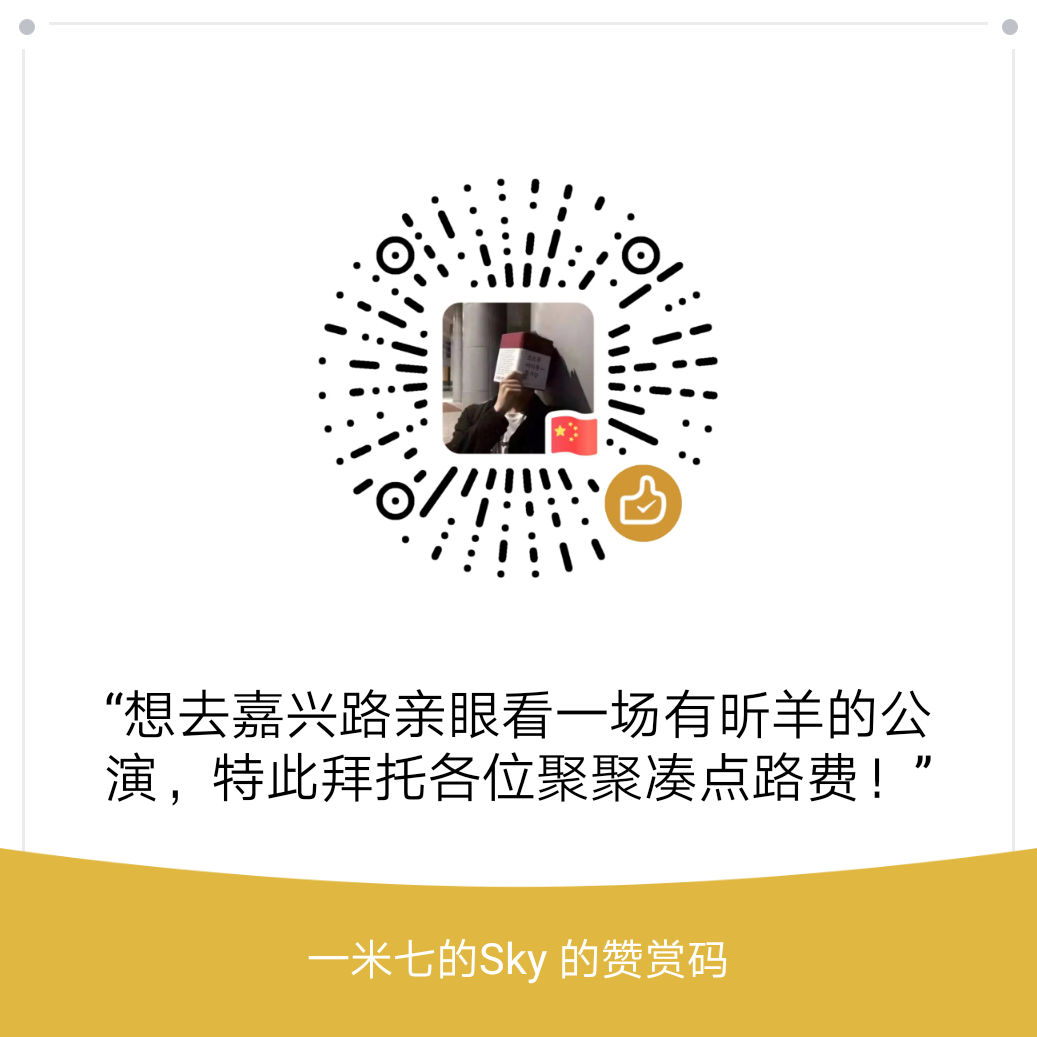 “想去嘉兴路亲眼看一场有昕羊的公
演，特此拜托各位聚聚凑点路费！”
一米七的Sky 的赞赏码